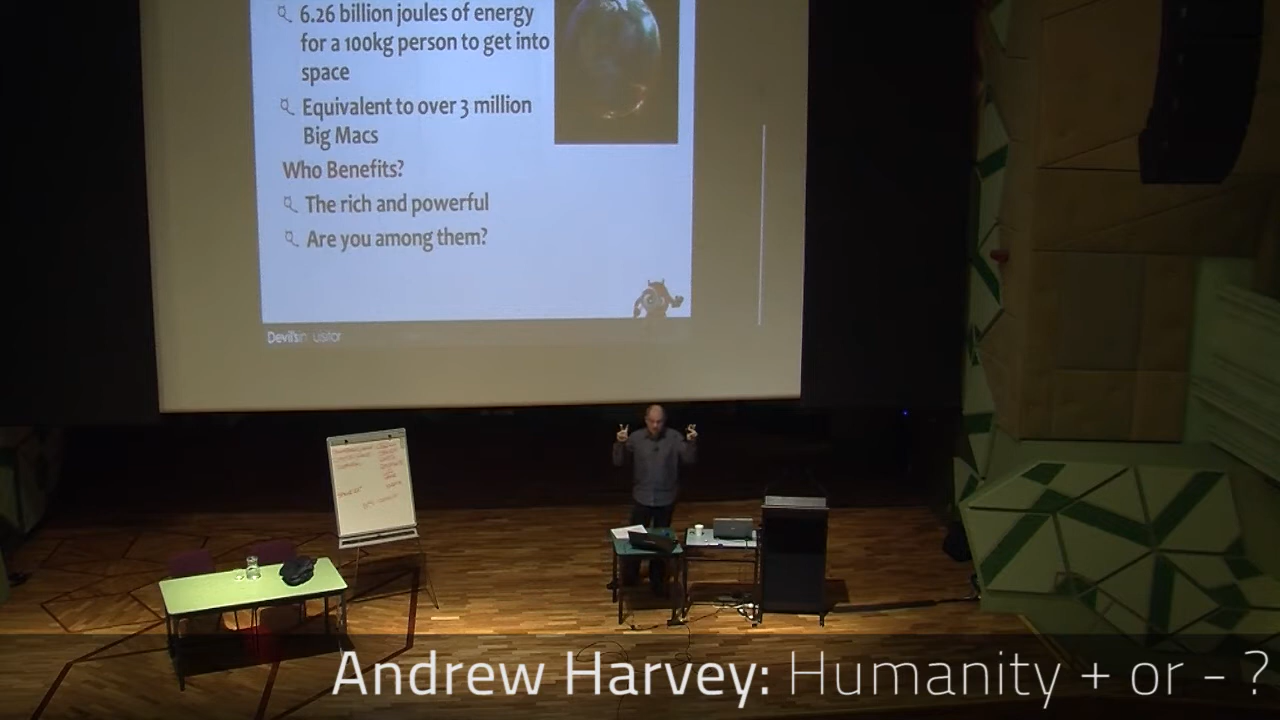 6.26 billion joules of energy
for a 100kg person to get into
space
Equivalent to over 3 million
Big Macs
Who Benefits?
The rich and powerful
Are you among them?
Andrew Harvey: Humanity + or - ?